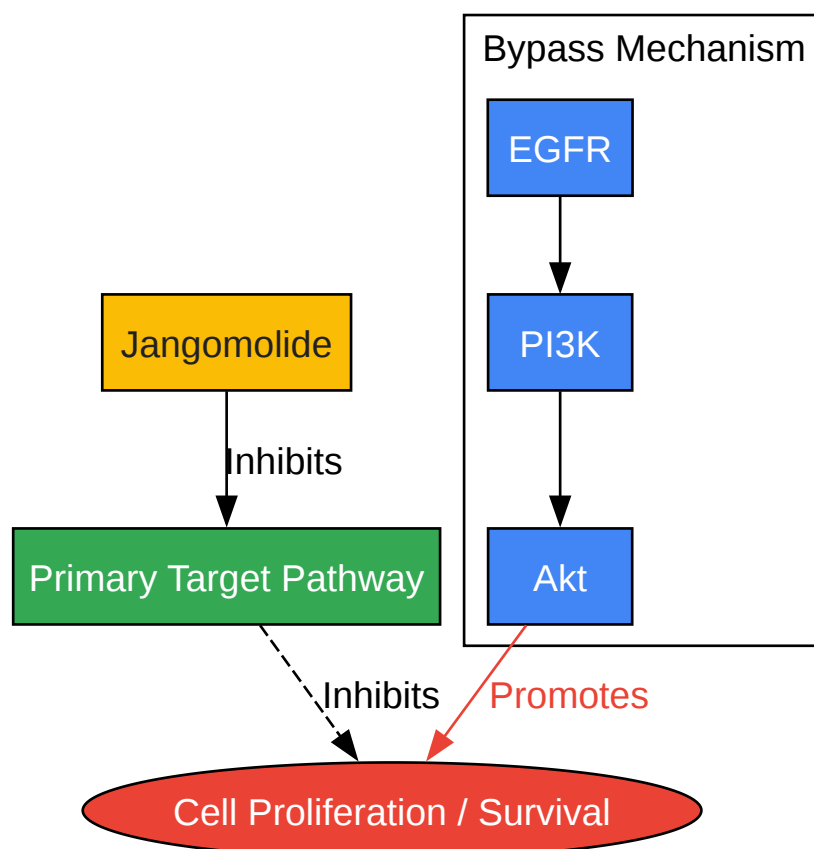 Bypass Mechanism
EGFR
Jangomolide
PI3K
Inhibits
Primary Target Pathway
Akt
Inhibits
Promotes
Cell Proliferation / Survival